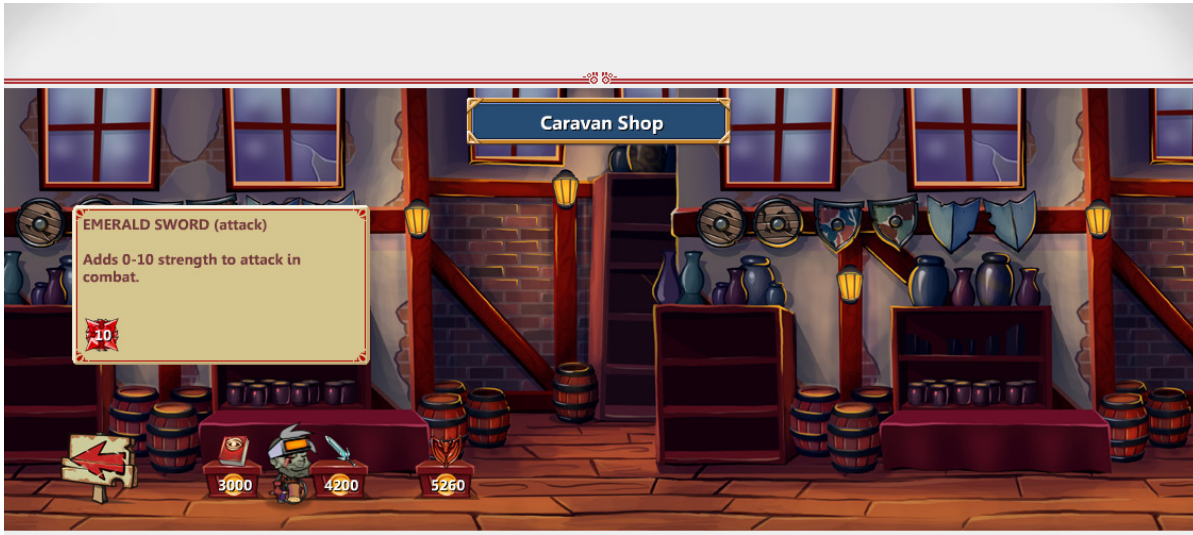 Caravan Shop
EMERALD SWORD (attack)
Adds 0-10 strength to attack in
combat.
10
3000
4200
5260